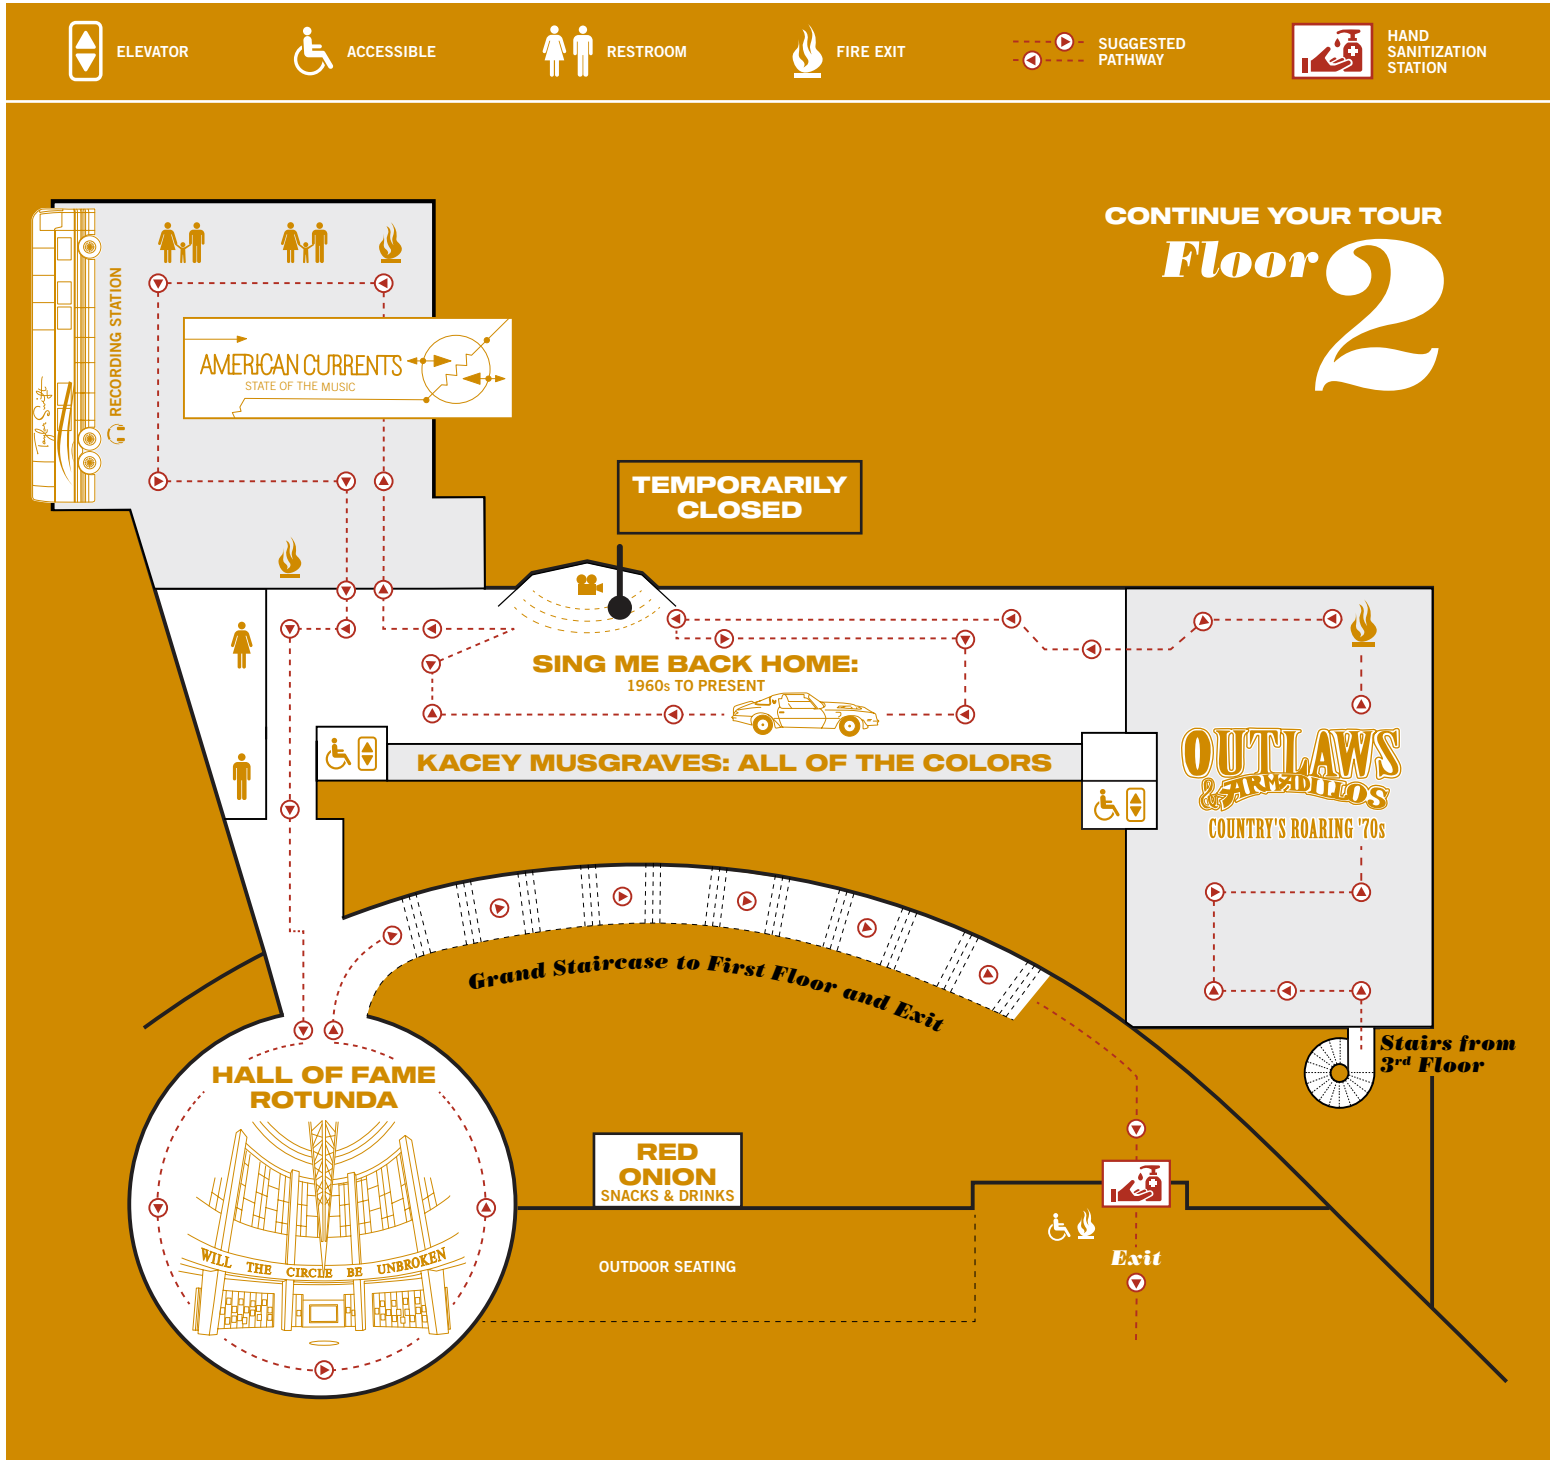 ELEVATOR
ACCESSIBLE
RESTROOM
FIRE EXIT
SUGGESTED
PATHWAY
HAND
SANITIZATION
STATION
CONTINUE YOUR TOUR
Floor 2
RECORDING STATION
Taylor Swift
AMERICAN CURRENTS
STATE OF THE MUSIC
TEMPORARILY
CLOSED
SING ME BACK HOME:
1960s TO PRESENT
KACEY MUSGRAVES: ALL OF THE COLORS
OUTLAWS
& ARMADILLOS
COUNTRY'S ROARING '70s
Grand Staircase to First Floor and Exit
Stairs from
3rd Floor
HALL OF FAME
ROTUNDA
WILL THE CIRCLE BE UNBROKEN
RED
ONION
SNACKS & DRINKS
OUTDOOR SEATING
Exit